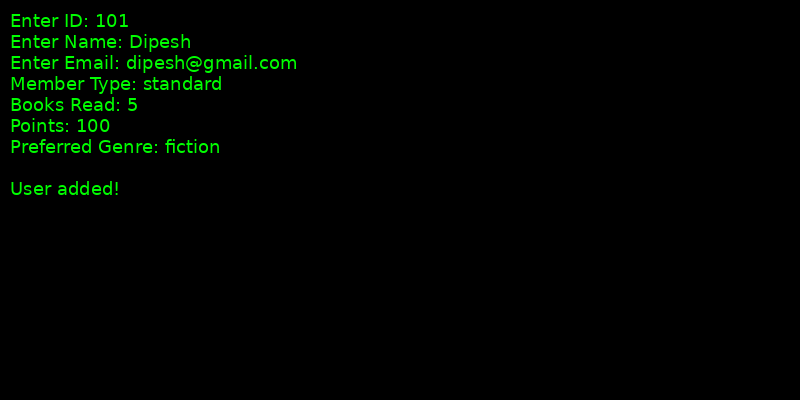 Enter ID: 101
Enter Name: Dipesh
Enter Email: dipesh@gmail.com
Member Type: standard
Books Read: 5
Points: 100
Preferred Genre: fiction
User added!